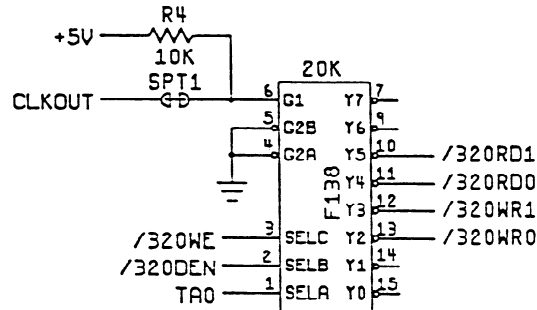 R4
+5V
10K
SPT1
20K
CLKOUT 6 G1 Y7 7
5 G2B Y6 9
4 G2A Y5 10 /320RD1
Y4 11 /320RD0
F138
Y3 12 /320WR1
/320WE 3 SELC Y2 13 /320WR0
/320DEN 2 SELB Y1 14
TA0 1 SELA Y0 15